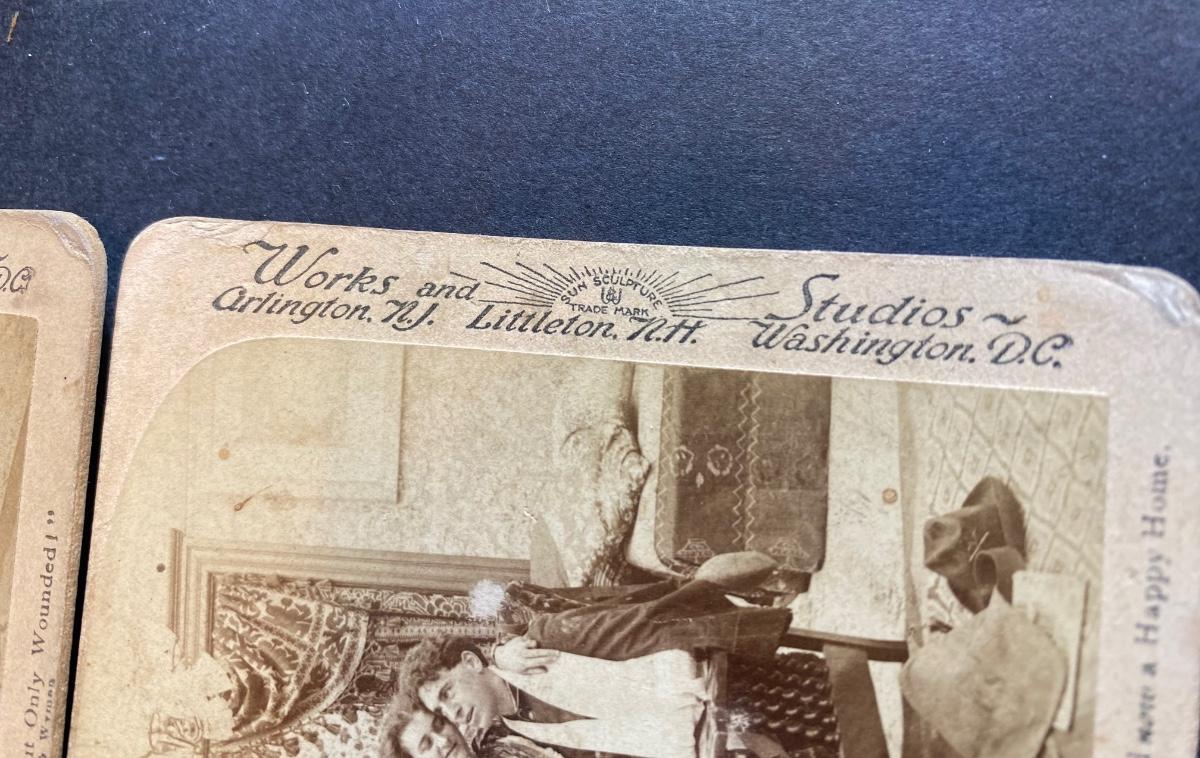 Works and
Studios ~
SUN SCULPTURE
U&U
TRADE MARK
Arlington, N.J. Littleton, N.H. Washington, D.C.
a Happy Home.
D.C.
Only Wounded!"